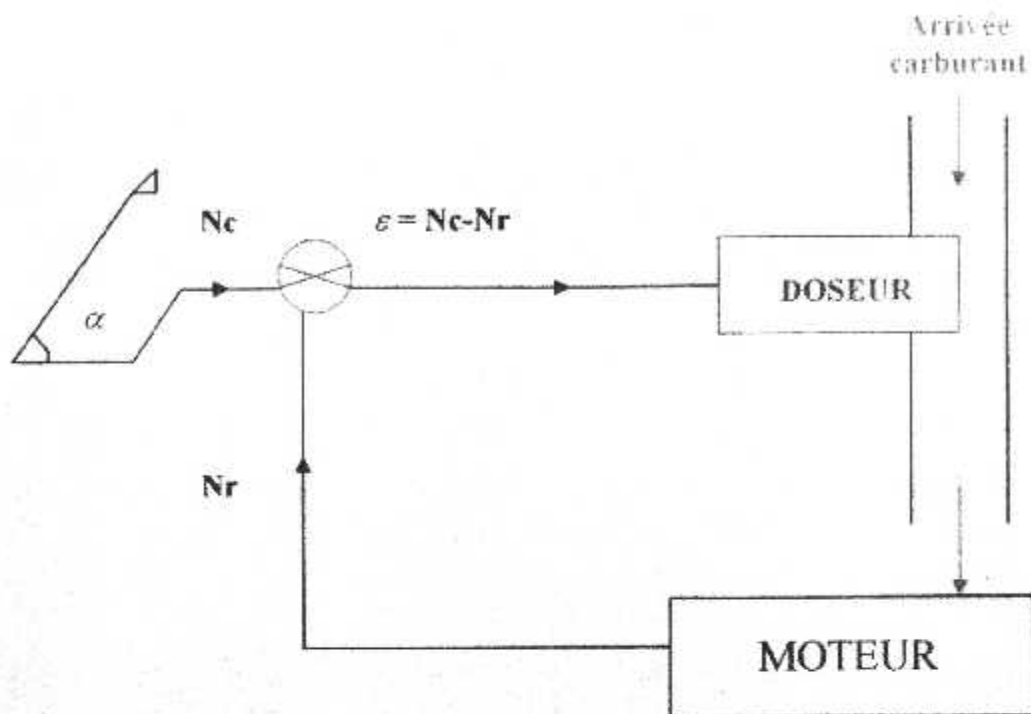 Arrivée
carburant
Nc
ε = Nc-Nr
DOSEUR
α
Nr
MOTEUR